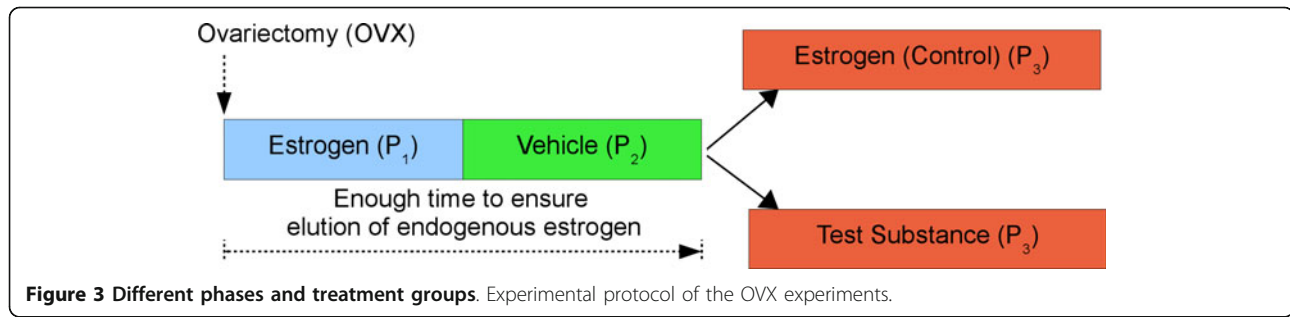 Ovariectomy (OVX)
Estrogen (P₁)
Vehicle (P₂)
Enough time to ensure
elution of endogenous estrogen
Estrogen (Control) (P₃)
Test Substance (P₃)
Figure 3 Different phases and treatment groups. Experimental protocol of the OVX experiments.